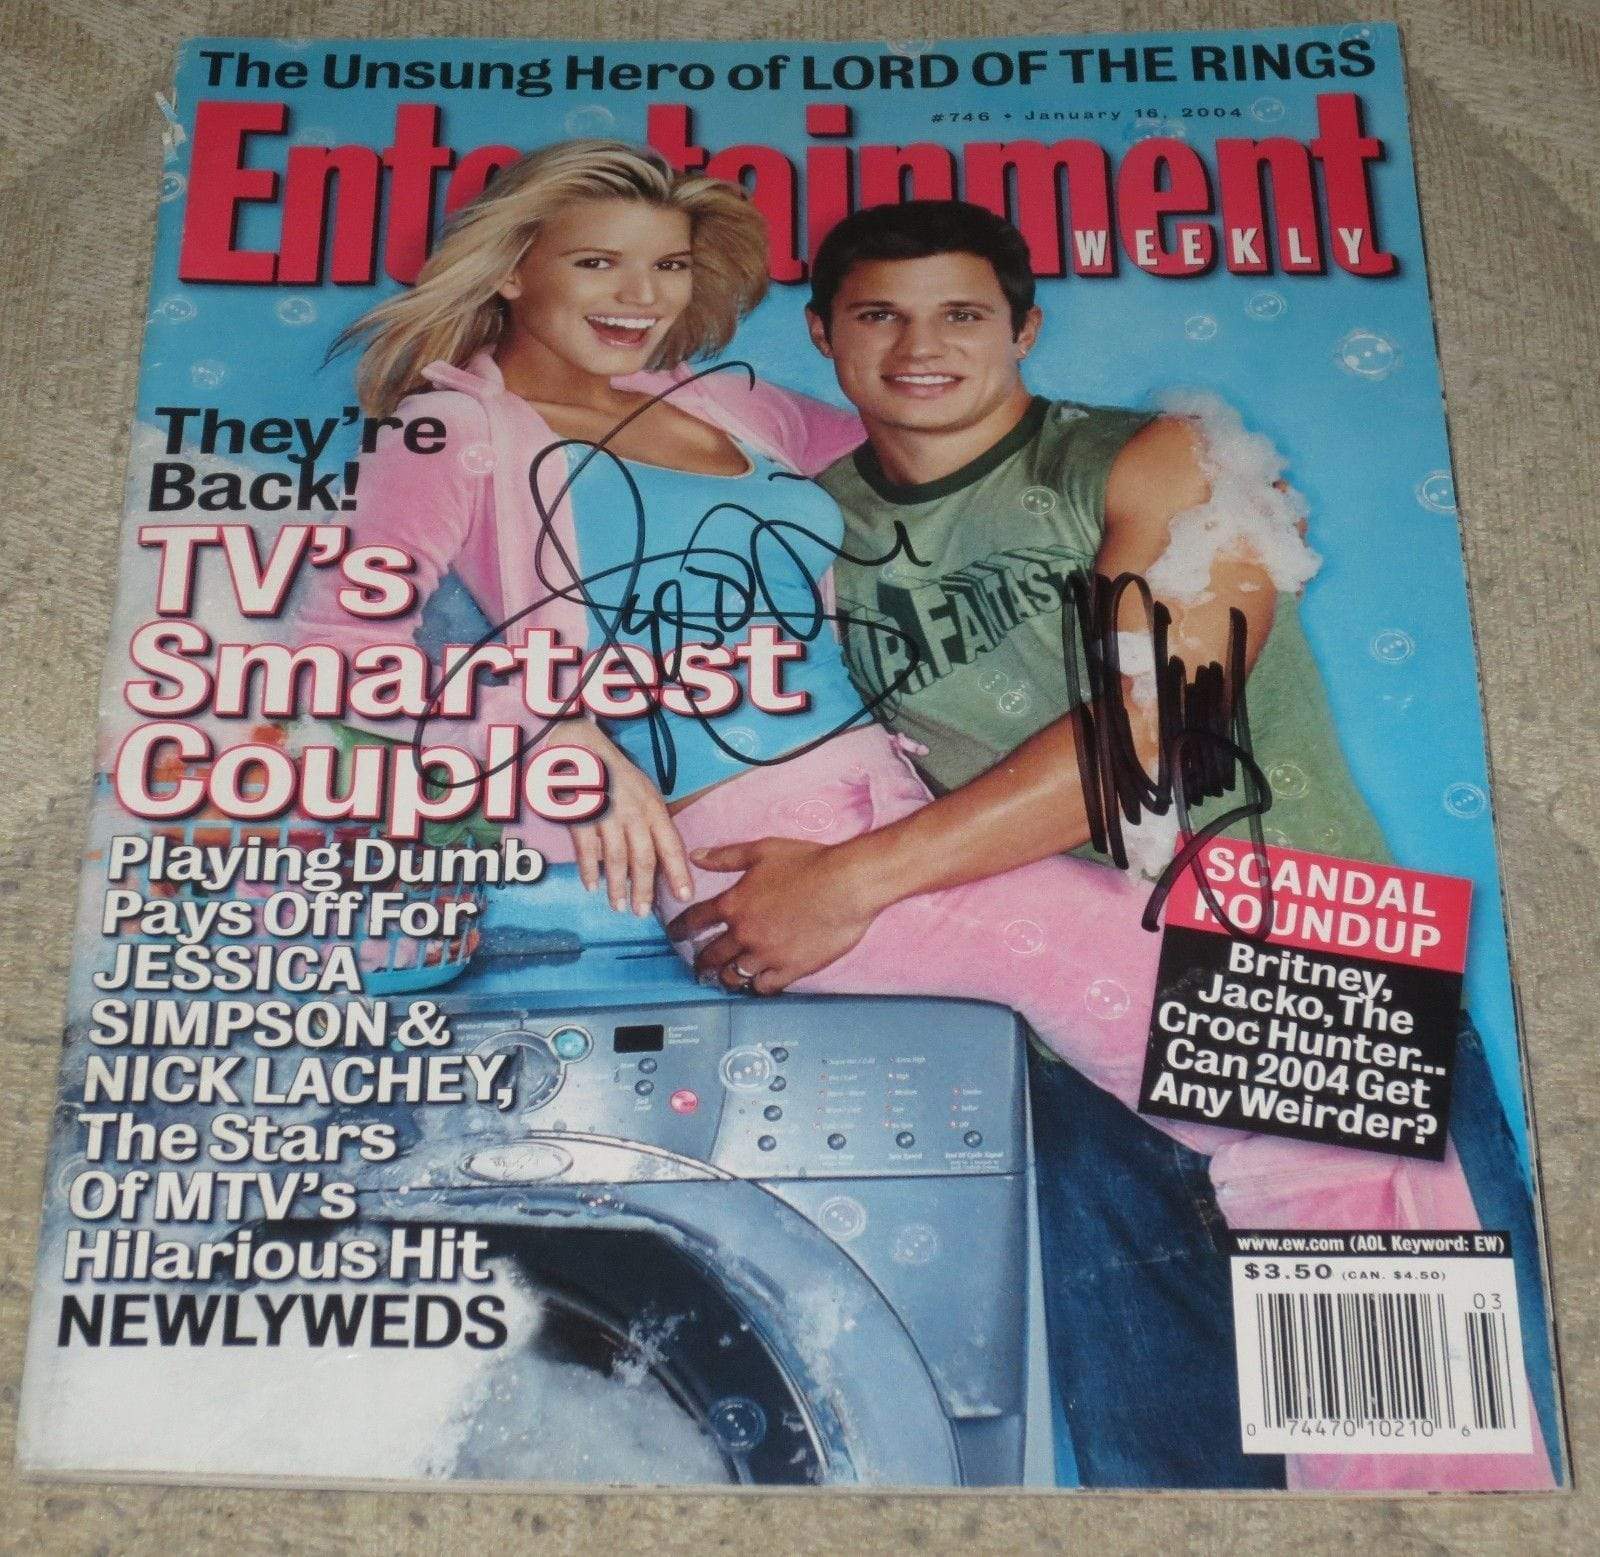 The Unsung Hero of LORD OF THE RINGS
#746 • January 16, 2004
Entertainment
WEEKLY
They're
Back!
TV's
Smartest
Couple
Playing Dumb
Pays Off For
JESSICA
SIMPSON &
NICK LACHEY,
The Stars
Of MTV's
Hilarious Hit
NEWLYWEDS
MR. FANTAS
SCANDAL
ROUNDUP
Britney,
Jacko, The
Croc Hunter...
Can 2004 Get
Any Weirder?
www.ew.com (AOL Keyword: EW)
$3.50 (CAN. $4.50)
03
0 74470 10210 6